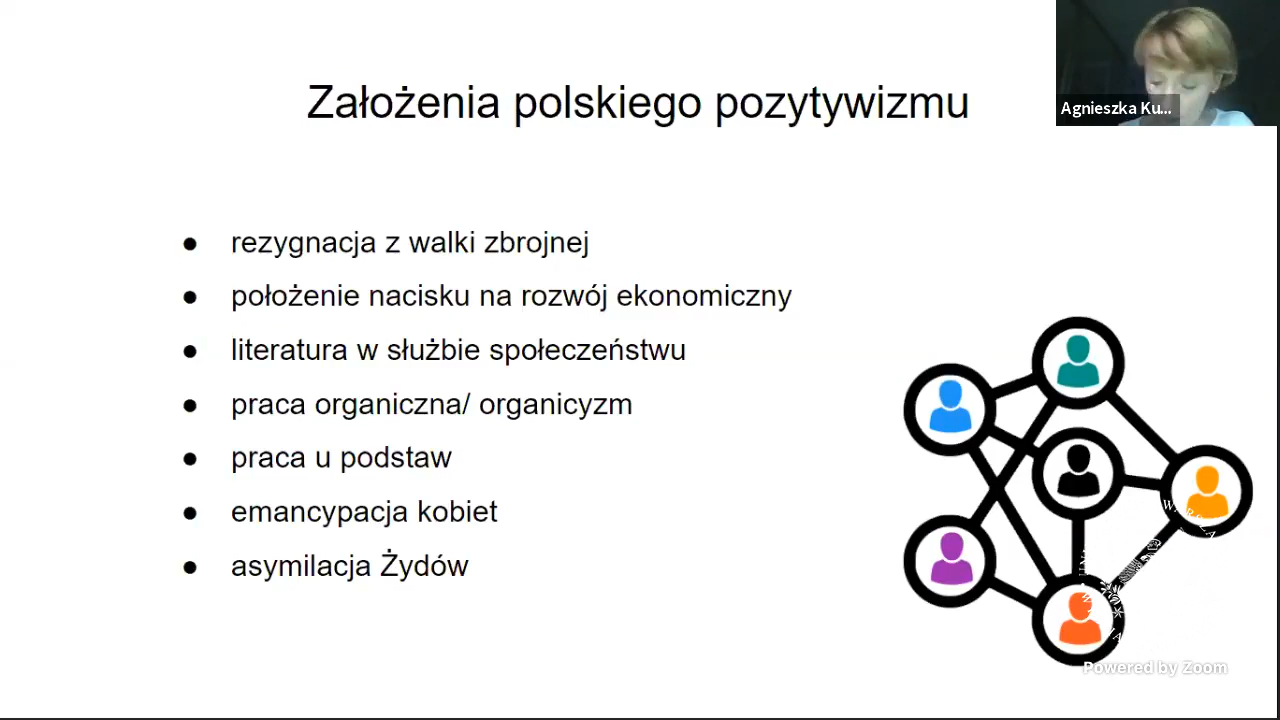 Założenia polskiego pozytywizmu
Agnieszka Ku...
● rezygnacja z walki zbrojnej
● położenie nacisku na rozwój ekonomiczny
● literatura w służbie społeczeństwu
● praca organiczna/ organicyzm
● praca u podstaw
● emancypacja kobiet
● asymilacja Żydów
Powered by Zoom